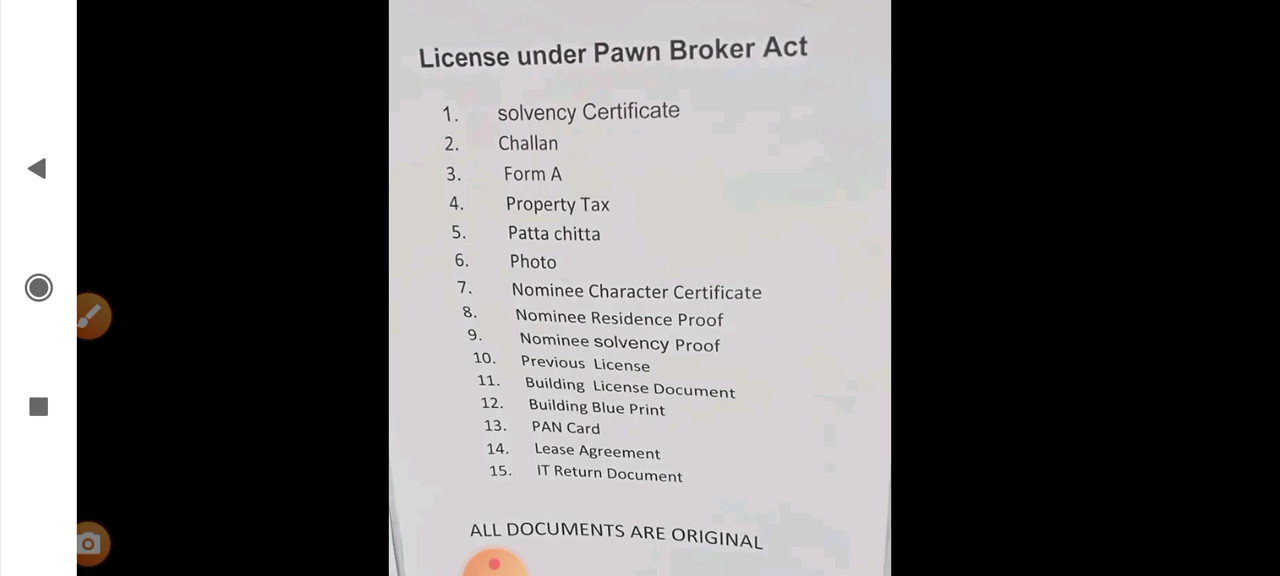 License under Pawn Broker Act
1. solvency Certificate
2. Challan
3. Form A
4. Property Tax
5. Patta chitta
6. Photo
7. Nominee Character Certificate
8. Nominee Residence Proof
9. Nominee solvency Proof
10. Previous License
11. Building License Document
12. Building Blue Print
13. PAN Card
14. Lease Agreement
15. IT Return Document
ALL DOCUMENTS ARE ORIGINAL